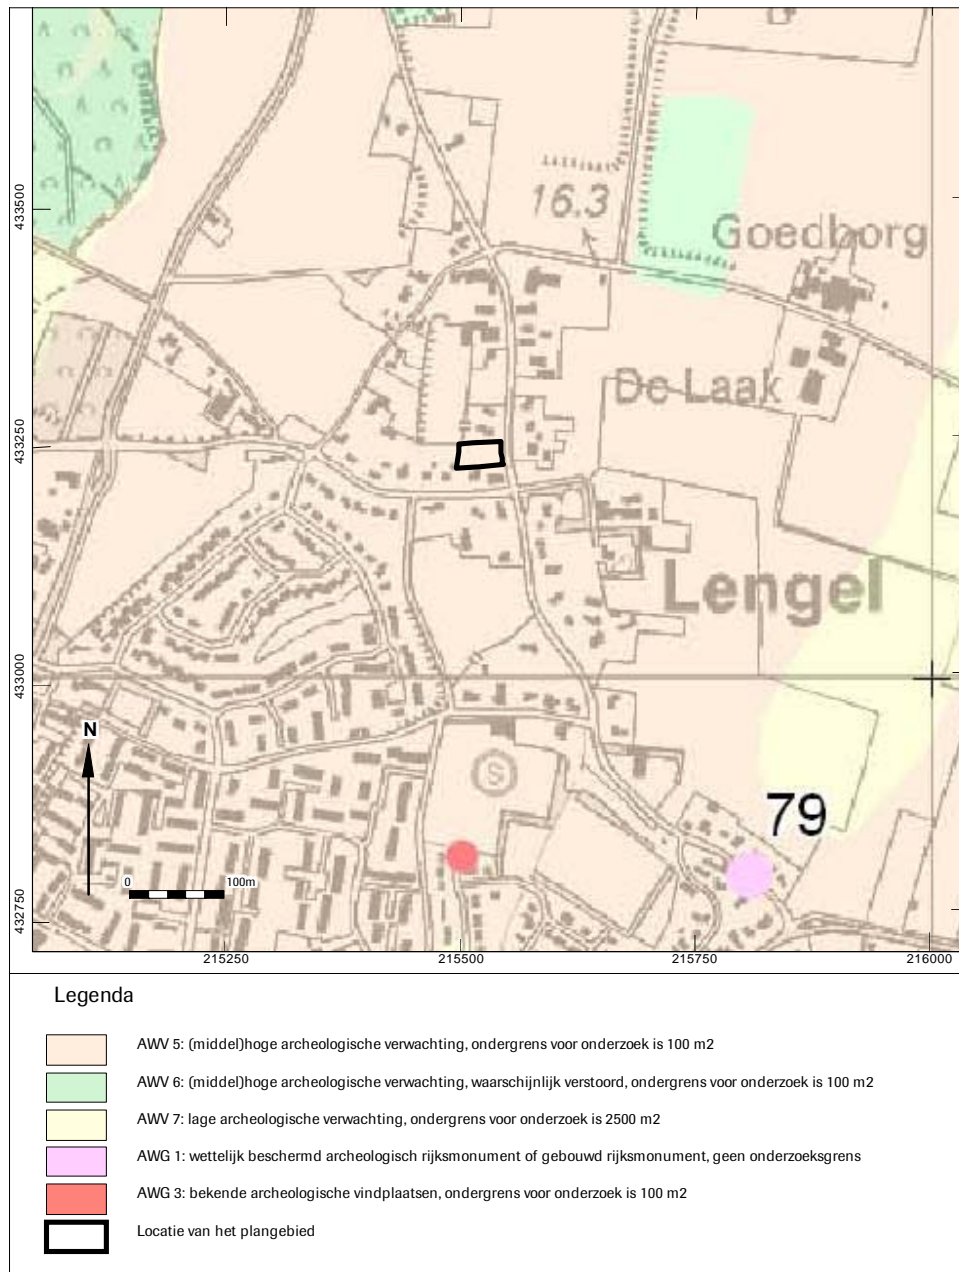 16.3
Goedborg
De Laak
Lengel
79
S
N
0 100m
433500
433250
433000
432750
215250 215500 215750 216000
Legenda
AWV 5: (middel)hoge archeologische verwachting, ondergrens voor onderzoek is 100 m2
AWV 6: (middel)hoge archeologische verwachting, waarschijnlijk verstoord, ondergrens voor onderzoek is 100 m2
AWV 7: lage archeologische verwachting, ondergrens voor onderzoek is 2500 m2
AWG 1: wettelijk beschermd archeologisch rijksmonument of gebouwd rijksmonument, geen onderzoeksgrens
AWG 3: bekende archeologische vindplaatsen, ondergrens voor onderzoek is 100 m2
Locatie van het plangebied